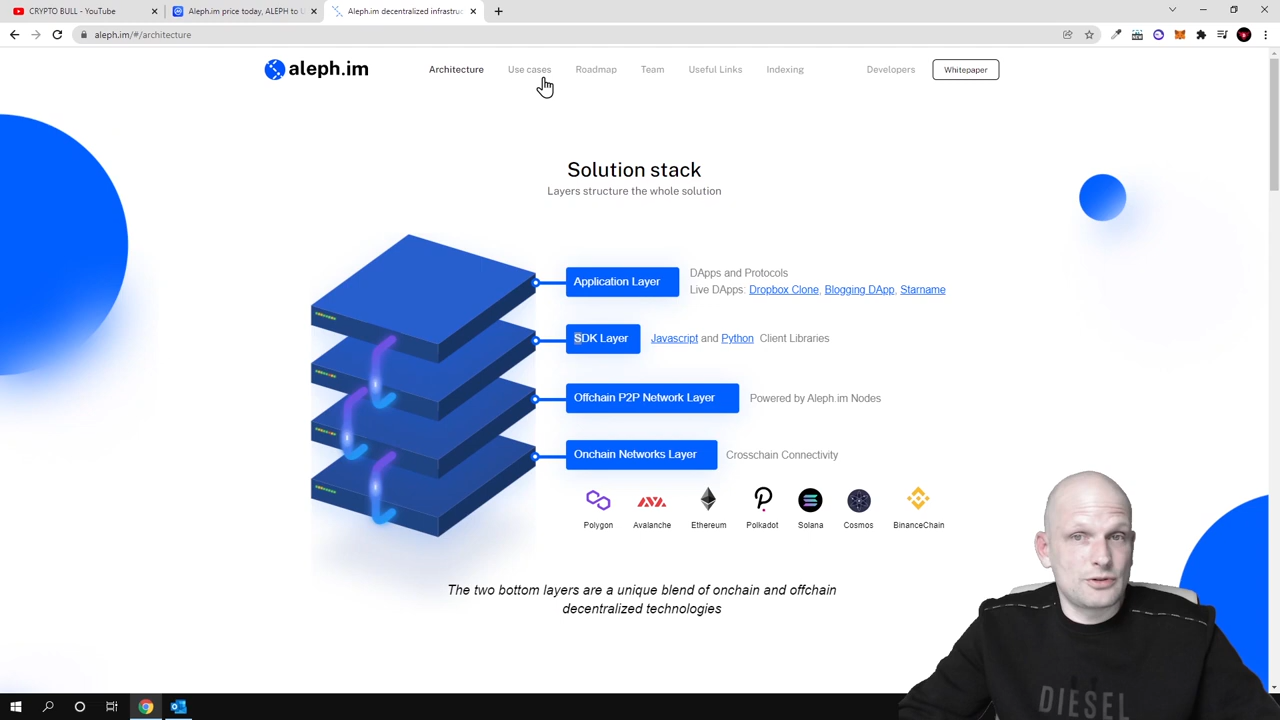 CRYPTO BULL - YouTube
Aleph.im price today, ALEPH to U
Aleph.im decentralized infrastruc
aleph.im/#/architecture
aleph.im
Architecture
Use cases
Roadmap
Team
Useful Links
Indexing
Developers
Whitepaper
Solution stack
Layers structure the whole solution
Application Layer
DApps and Protocols
Live DApps: Dropbox Clone, Blogging DApp, Starname
SDK Layer
Javascript and Python Client Libraries
Offchain P2P Network Layer
Powered by Aleph.im Nodes
Onchain Networks Layer
Crosschain Connectivity
Polygon
Avalanche
Ethereum
Polkadot
Solana
Cosmos
BinanceChain
The two bottom layers are a unique blend of onchain and offchain
decentralized technologies
DIESEL